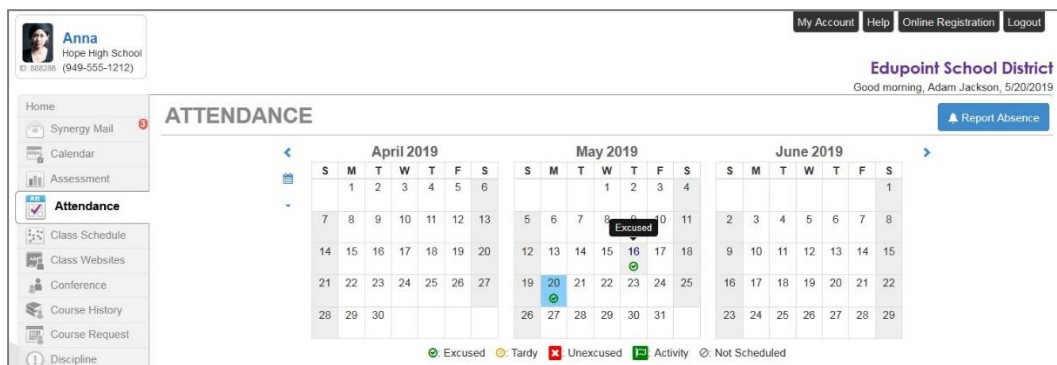 My Account Help Online Registration Logout
Anna
Hope High School
ID: 888286 (949-555-1212)
Edupoint School District
Good morning, Adam Jackson, 5/20/2019
Home
Synergy Mail 3
Calendar
Assessment
Attendance
Class Schedule
Class Websites
Conference
Course History
Course Request
Discipline
ATTENDANCE
Report Absence
April 2019
S M T W T F S
1 2 3 4 5 6
7 8 9 10 11 12 13
14 15 16 17 18 19 20
21 22 23 24 25 26 27
28 29 30
May 2019
S M T W T F S
1 2 3 4
5 6 7 8 9 10 11
Excused
12 13 14 15 16 17 18
19 20 21 22 23 24 25
26 27 28 29 30 31
June 2019
S M T W T F S
1
2 3 4 5 6 7 8
9 10 11 12 13 14 15
16 17 18 19 20 21 22
23 24 25 26 27 28 29
: Excused : Tardy : Unexcused : Activity : Not Scheduled